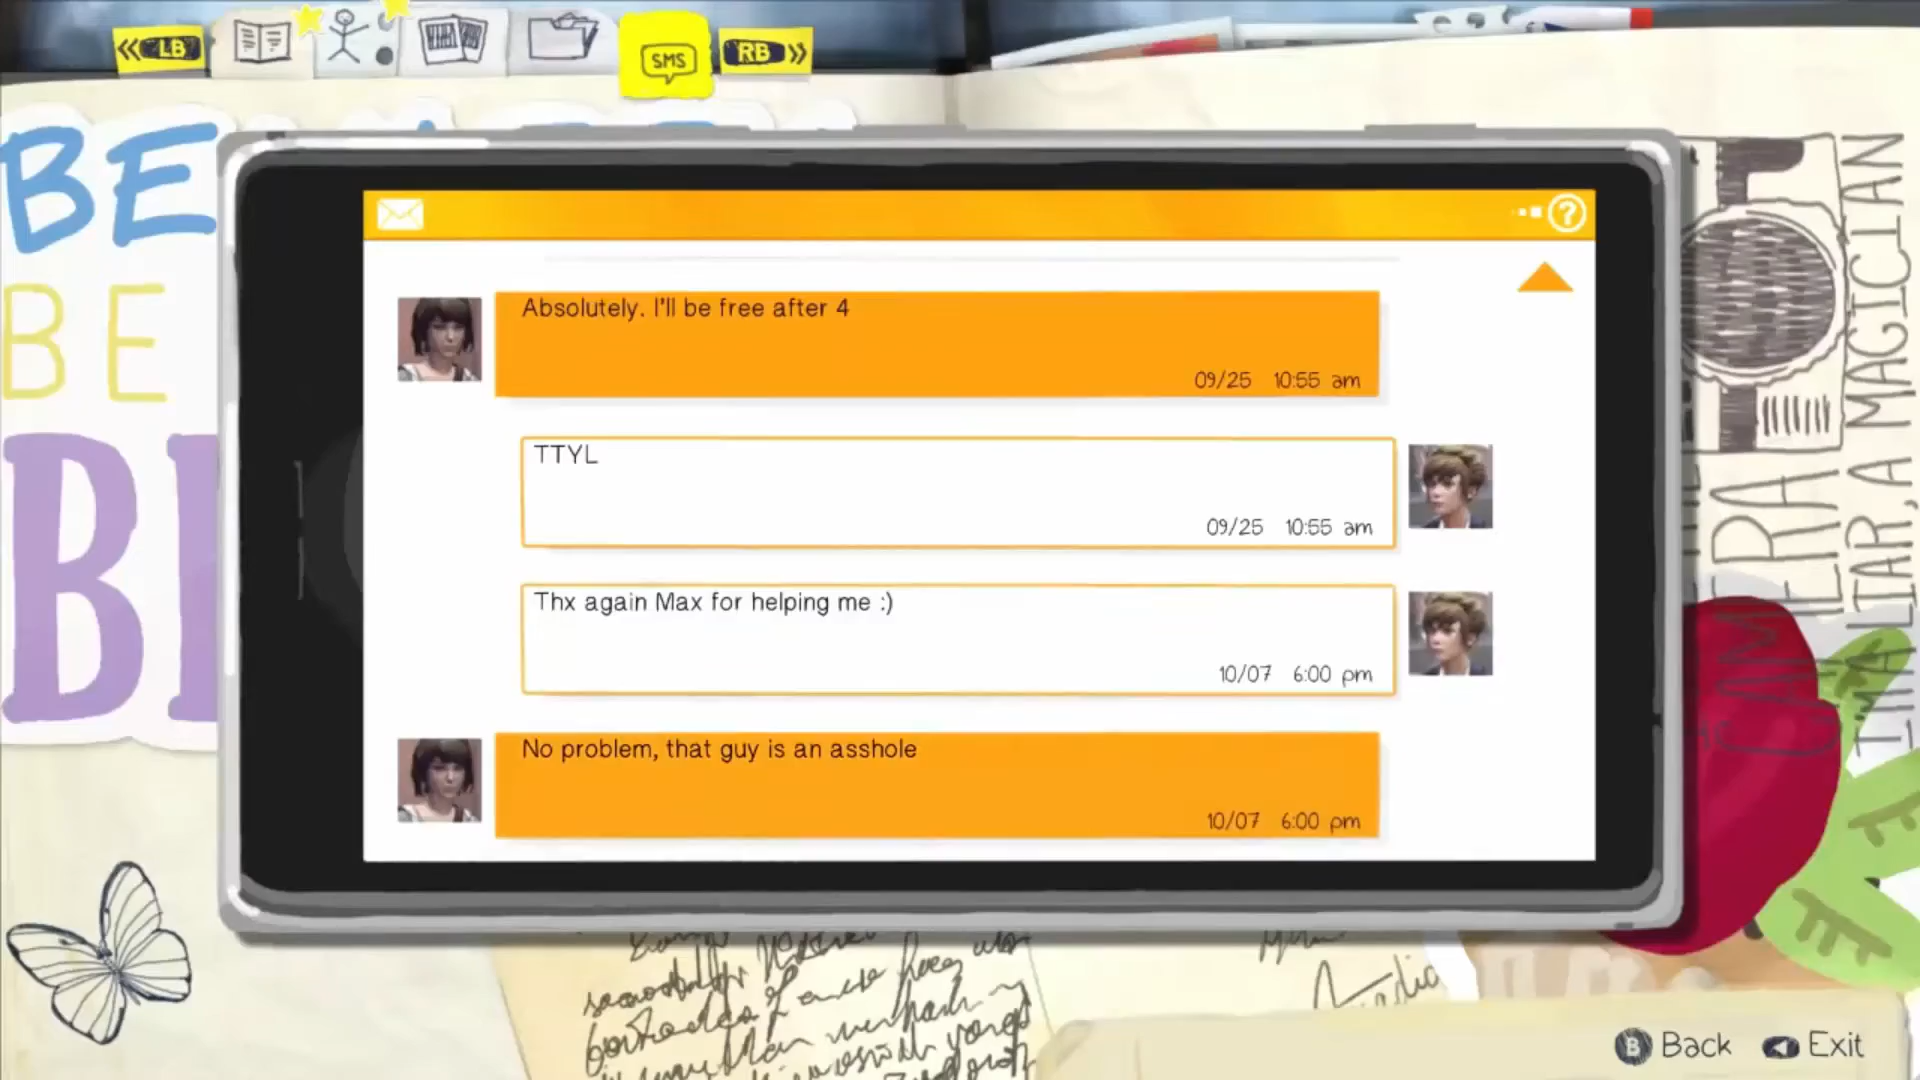 LB
SMS
RB
BE
BE
Absolutely. I'll be free after 4
09/25 10:55 am
TTYL
09/25 10:55 am
Thx again Max for helping me :)
10/07 6:00 pm
No problem, that guy is an asshole
10/07 6:00 pm
CAMERA
LIAR, A MAGICIAN
B Back
Exit